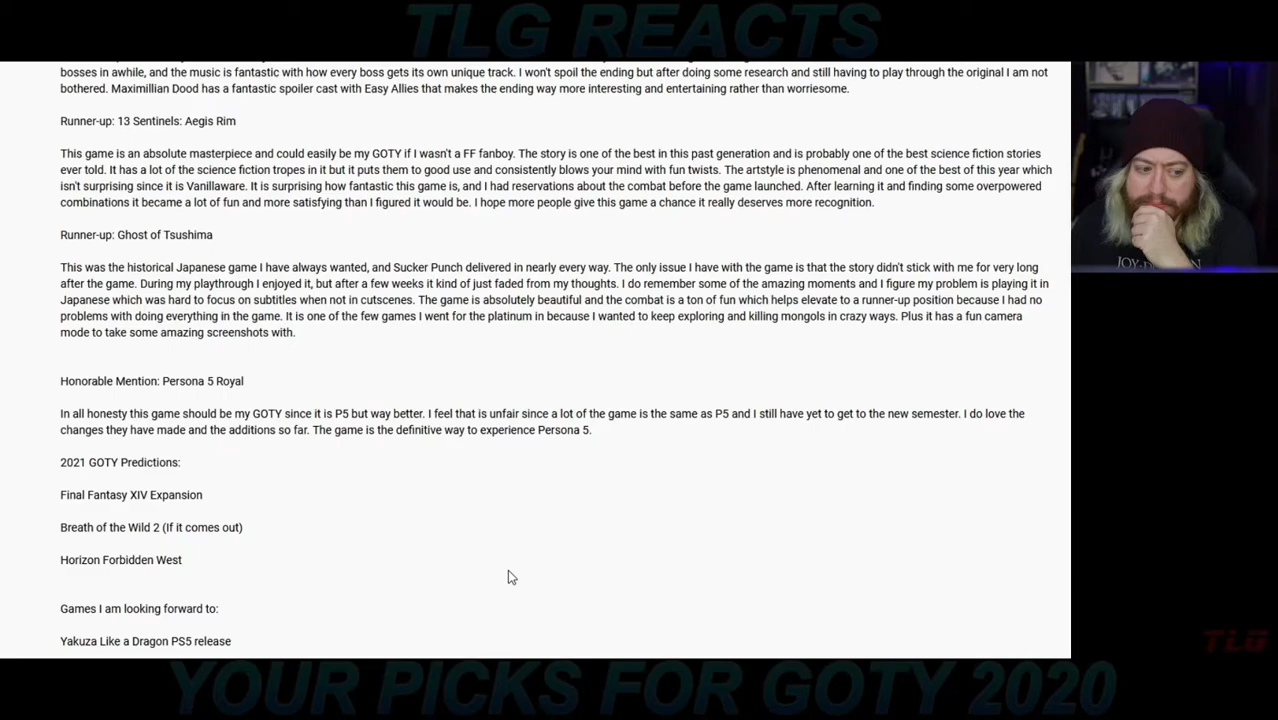 TLG REACTS
bosses in awhile, and the music is fantastic with how every boss gets its own unique track. I won't spoil the ending but after doing some research and still having to play through the original I am not
bothered. Maximillian Dood has a fantastic spoiler cast with Easy Allies that makes the ending way more interesting and entertaining rather than worriesome.
Runner-up: 13 Sentinels: Aegis Rim
This game is an absolute masterpiece and could easily be my GOTY if I wasn't a FF fanboy. The story is one of the best in this past generation and is probably one of the best science fiction stories
ever told. It has a lot of the science fiction tropes in it but it puts them to good use and consistently blows your mind with fun twists. The artstyle is phenomenal and one of the best of this year which
isn't surprising since it is Vanillaware. It is surprising how fantastic this game is, and I had reservations about the combat before the game launched. After learning it and finding some overpowered
combinations it became a lot of fun and more satisfying than I figured it would be. I hope more people give this game a chance it really deserves more recognition.
Runner-up: Ghost of Tsushima
This was the historical Japanese game I have always wanted, and Sucker Punch delivered in nearly every way. The only issue I have with the game is that the story didn't stick with me for very long
after the game. During my playthrough I enjoyed it, but after a few weeks it kind of just faded from my thoughts. I do remember some of the amazing moments and I figure my problem is playing it in
Japanese which was hard to focus on subtitles when not in cutscenes. The game is absolutely beautiful and the combat is a ton of fun which helps elevate to a runner-up position because I had no
problems with doing everything in the game. It is one of the few games I went for the platinum in because I wanted to keep exploring and killing mongols in crazy ways. Plus it has a fun camera
mode to take some amazing screenshots with.
Honorable Mention: Persona 5 Royal
In all honesty this game should be my GOTY since it is P5 but way better. I feel that is unfair since a lot of the game is the same as P5 and I still have yet to get to the new semester. I do love the
changes they have made and the additions so far. The game is the definitive way to experience Persona 5.
2021 GOTY Predictions:
Final Fantasy XIV Expansion
Breath of the Wild 2 (If it comes out)
Horizon Forbidden West
Games I am looking forward to:
Yakuza Like a Dragon PS5 release
JOY
TLG
YOUR PICKS FOR GOTY 2020